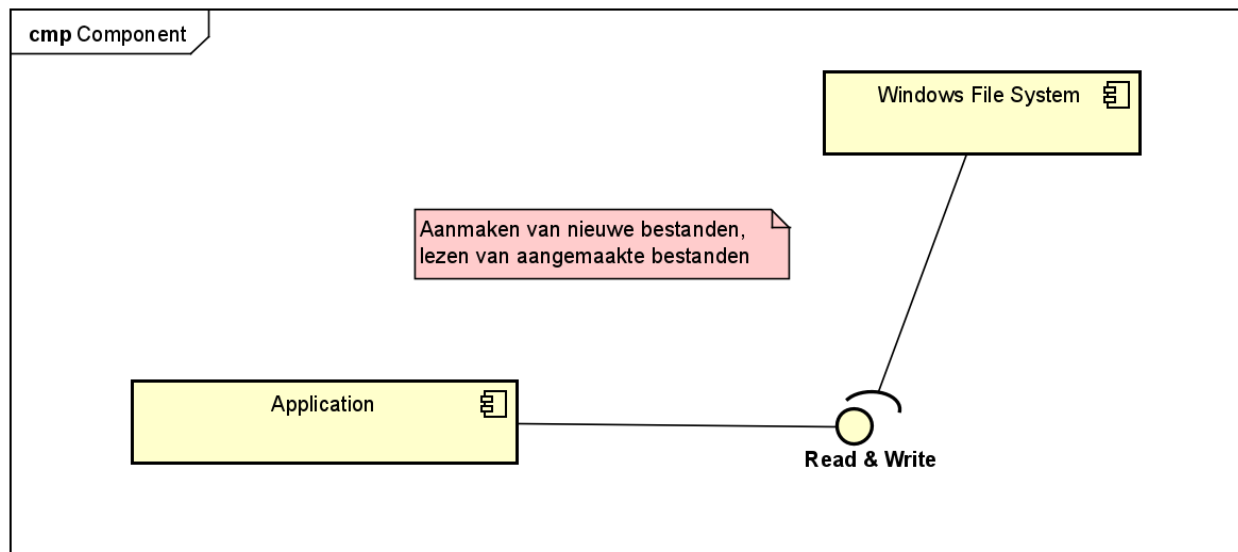 cmp Component
Windows File System
Aanmaken van nieuwe bestanden,
lezen van aangemaakte bestanden
Application
Read & Write